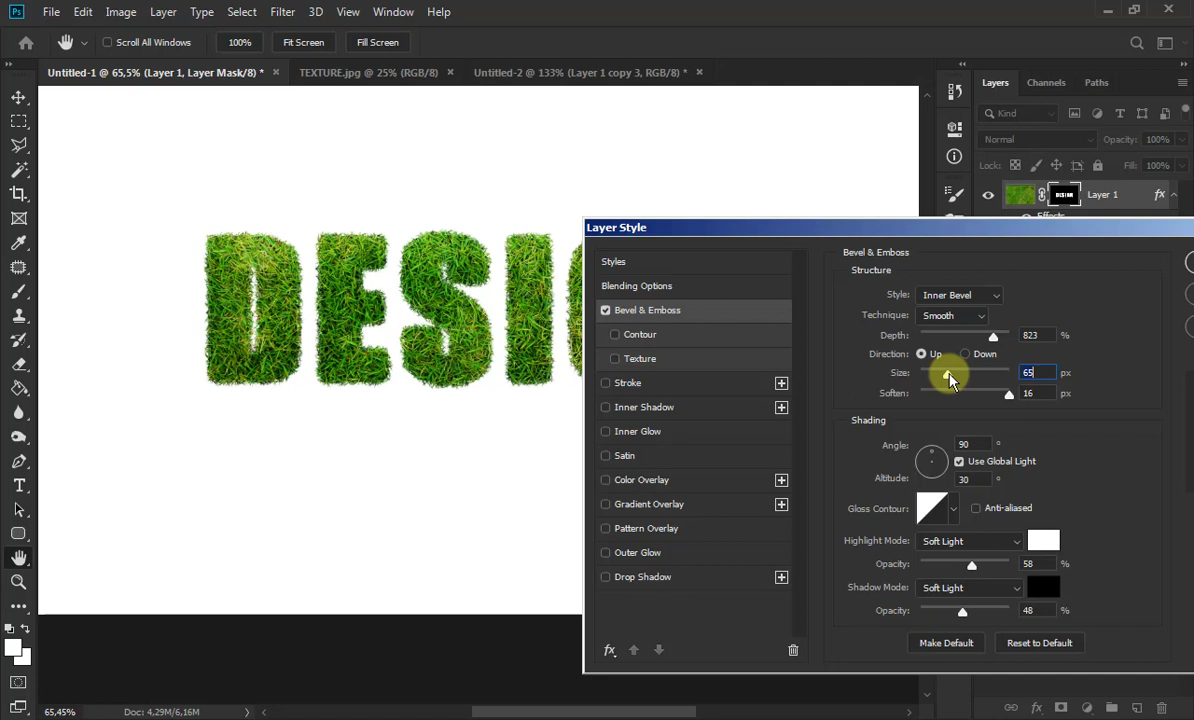 Ps File Edit Image Layer Type Select Filter 3D View Window Help
Scroll All Windows 100% Fit Screen Fill Screen
Untitled-1 @ 65,5% (Layer 1, Layer Mask/8) * × TEXTURE.jpg @ 25% (RGB/8) × Untitled-2 @ 133% (Layer 1 copy 3, RGB/8) * ×
Layers Channels Paths
Kind
Normal Opacity: 100%
Lock: Fill: 100%
DESIGN Layer 1 fx
Effects
DESI
Layer Style
Styles
Blending Options
Bevel & Emboss
Contour
Texture
Stroke
Inner Shadow
Inner Glow
Satin
Color Overlay
Gradient Overlay
Pattern Overlay
Outer Glow
Drop Shadow
fx
Bevel & Emboss
Structure
Style: Inner Bevel
Technique: Smooth
Depth: 823 %
Direction: Up Down
Size: 65 px
Soften: 16 px
Shading
Angle: 90 °
Use Global Light
Altitude: 30 °
Gloss Contour: Anti-aliased
Highlight Mode: Soft Light
Opacity: 58 %
Shadow Mode: Soft Light
Opacity: 48 %
Make Default Reset to Default
65,45% Doc: 4,29M/6,16M
fx